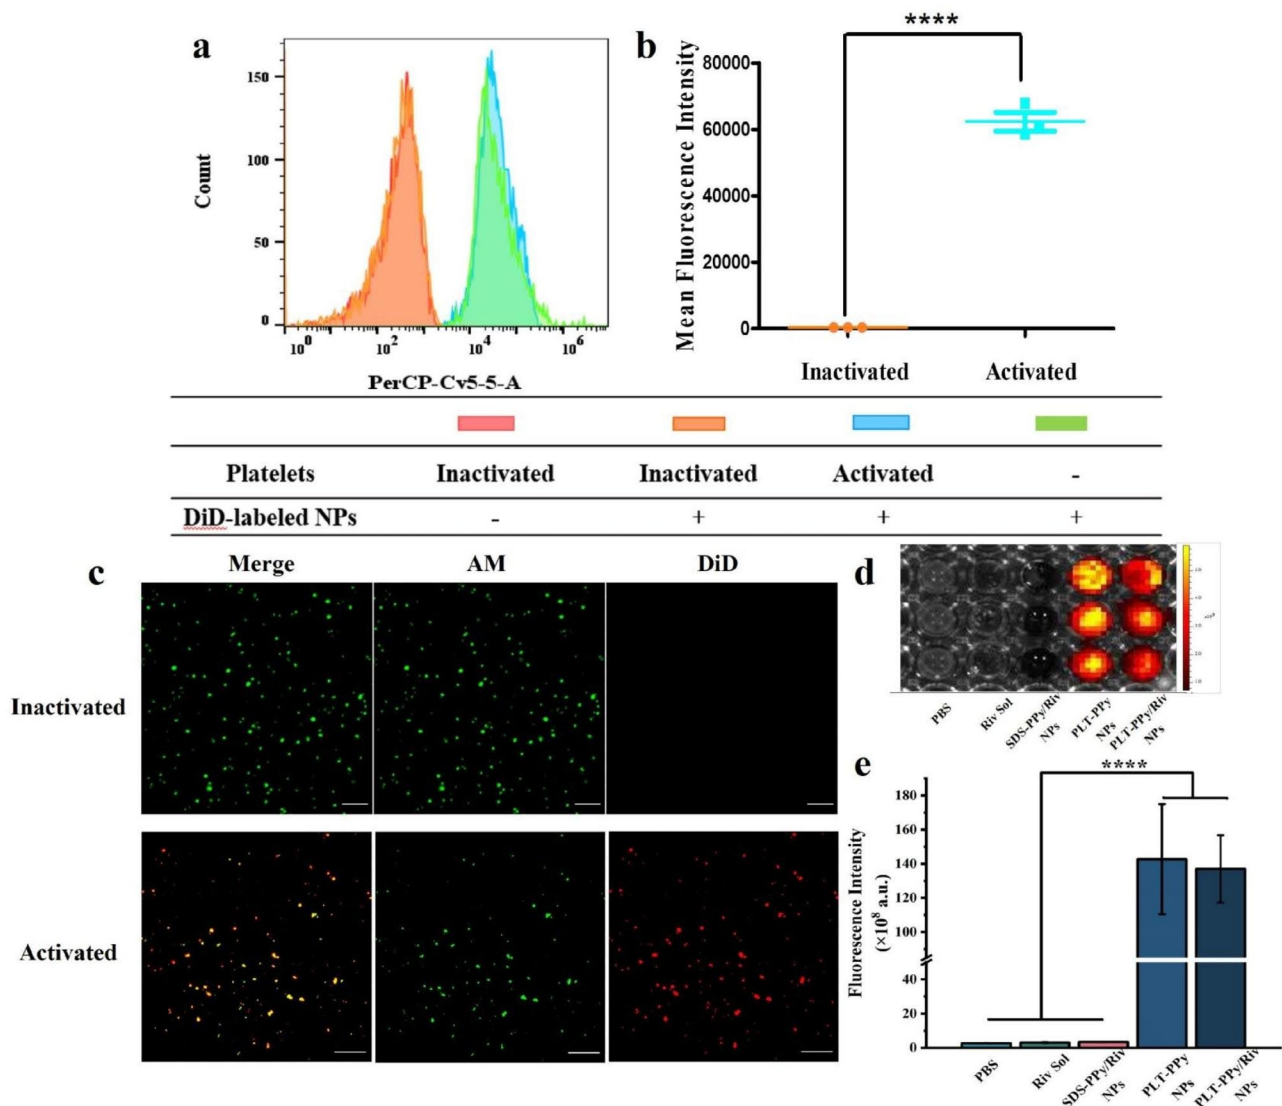 a
Count
150
100
50
0
10^0
10^2
10^4
10^6
PerCP-Cv5-5-A
b
****
Mean Fluorescence Intensity
80000
60000
40000
20000
0
Inactivated Activated
Platelets Inactivated Inactivated Activated -
DiD-labeled NPs - + + +
c
Merge AM DiD
Inactivated
Activated
d
PBS
Riv Sol
SDS-PPy/Riv NPs
PLT-PPy NPs
PLT-PPy/Riv NPs
e
****
Fluorescence Intensity
(×10^8 a.u.)
180
160
140
120
100
40
20
0
PBS
Riv Sol
SDS-PPy/Riv NPs
PLT-PPy NPs
PLT-PPy/Riv NPs